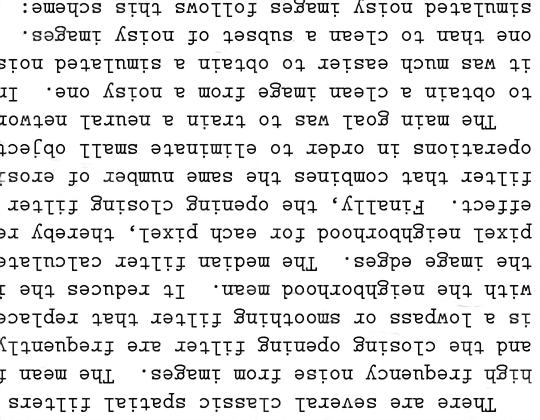 There are several classic spatial filters
high frequency noise from images. The mean
and the closing opening filter are frequently
is a lowpass or smoothing filter that replace
with the neighborhood mean. It reduces the
the image edges. The median filter calculate
pixel neighborhood for each pixel, thereby re
effect. Finally, the opening closing filter
filter that combines the same number of erosi
operations in order to eliminate small object
The main goal was to train a neural networ
to obtain a clean image from a noisy one. In
it was much easier to obtain a simulated nois
one than to clean a subset of noisy images.
simulated noisy images follows this scheme: